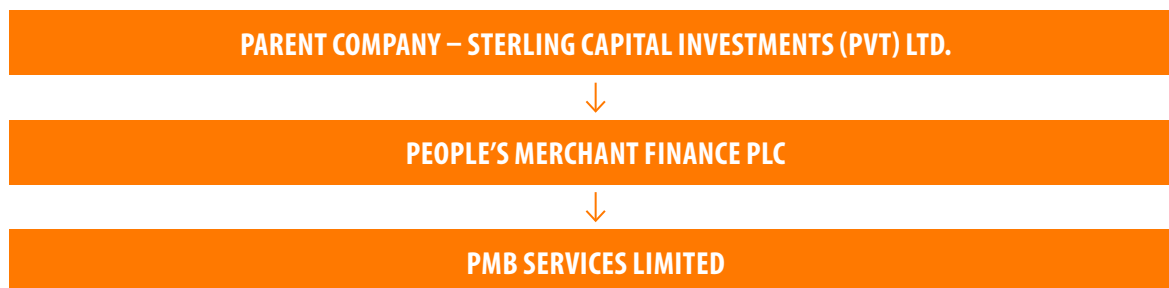 PARENT COMPANY – STERLING CAPITAL INVESTMENTS (PVT) LTD.
PEOPLE’S MERCHANT FINANCE PLC
PMB SERVICES LIMITED